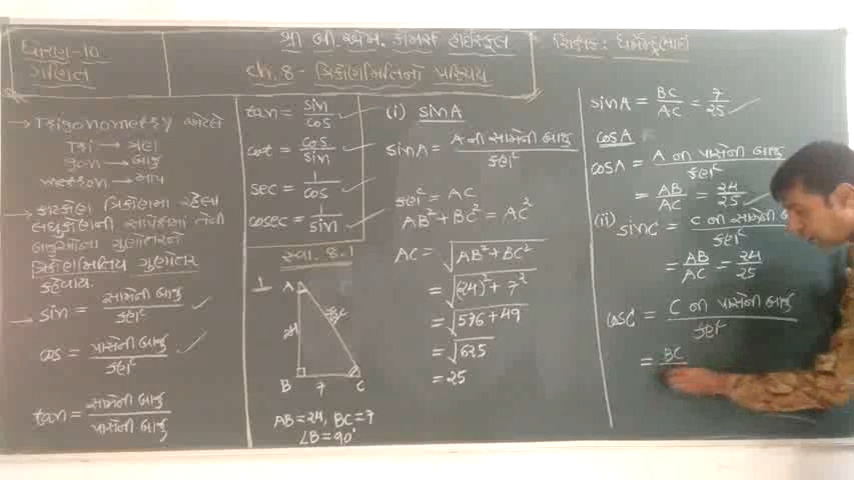 ધોરણ-10
ગણિત
શ્રી બી.એમ. કોમર્સ હાઈસ્કૂલ
ch.8 - ત્રિકોણમિતિનો પરિચય
શિક્ષક : ધર્મેન્દ્રભાઈ
→ Trigonometry એટલે
Tri → ત્રણ
gon → બાજુ
metron → માપ
→ કાટકોણ ત્રિકોણમાં રહેલા
લઘુકોણની સાપેક્ષમાં તેની
બાજુઓના ગુણોત્તરને
ત્રિકોણમિતિય ગુણોત્તર
કહેવાય.
→ sin = સામેની બાજુ / કર્ણ
cos = પાસેની બાજુ / કર્ણ
tan = સામેની બાજુ / પાસેની બાજુ
tan = sin / cos
cot = cos / sin
sec = 1 / cos
cosec = 1 / sin
સ્વા. 8.1
1
A
24
કર્ણ
B 7 C
AB=24, BC=7
∠B=90°
(i) sinA
sinA = A ની સામેની બાજુ / કર્ણ
કર્ણ = AC
AB² + BC² = AC²
AC = √(AB² + BC²)
= √((24)² + 7²)
= √(576 + 49)
= √625
= 25
sinA = BC / AC = 7 / 25
cosA
cosA = A ની પાસેની બાજુ / કર્ણ
= AB / AC = 24 / 25
(ii) sinC = C ની સામેની બા / કર્ણ
= AB / AC = 24 / 25
cosC = C ની પાસેની બાજુ / કર્ણ
= BC